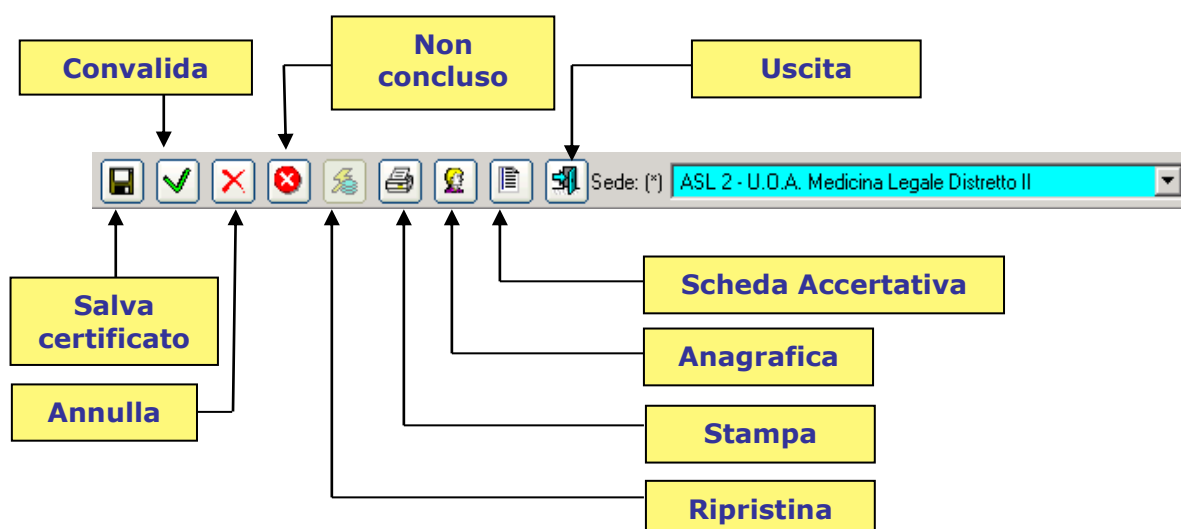 Convalida
Non
concluso
Uscita
Sede: (*) ASL 2 - U.O.A. Medicina Legale Distretto II
Salva
certificato
Annulla
Scheda Accertativa
Anagrafica
Stampa
Ripristina